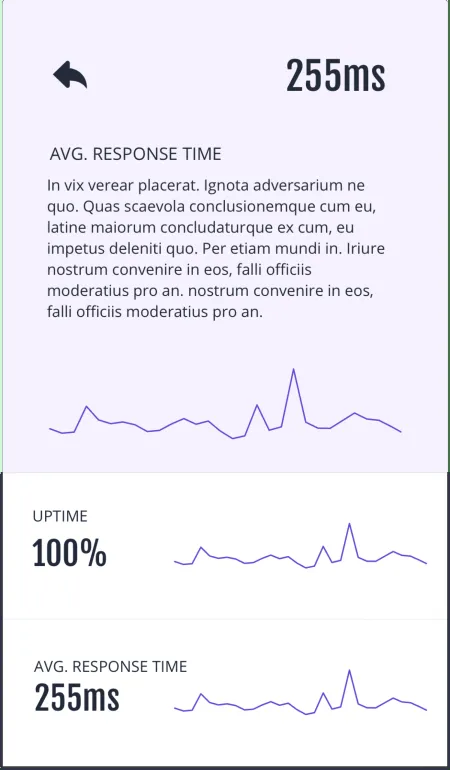 255ms
AVG. RESPONSE TIME
In vix verear placerat. Ignota adversarium ne
quo. Quas scaevola conclusionemque cum eu,
latine maiorum concludaturque ex cum, eu
impetus deleniti quo. Per etiam mundi in. Iriure
nostrum convenire in eos, falli officiis
moderatius pro an. nostrum convenire in eos,
falli officiis moderatius pro an.
UPTIME
100%
AVG. RESPONSE TIME
255ms